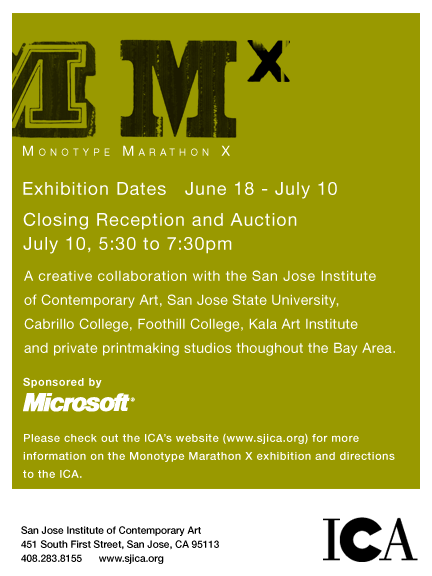 M Mx
MONOTYPE MARATHON X
Exhibition Dates June 18 - July 10
Closing Reception and Auction
July 10, 5:30 to 7:30pm
A creative collaboration with the San Jose Institute
of Contemporary Art, San Jose State University,
Cabrillo College, Foothill College, Kala Art Institute
and private printmaking studios thoughout the Bay Area.
Sponsored by
Microsoft®
Please check out the ICA's website (www.sjica.org) for more
information on the Monotype Marathon X exhibition and directions
to the ICA.
San Jose Institute of Contemporary Art
451 South First Street, San Jose, CA 95113
408.283.8155 www.sjica.org
ICA